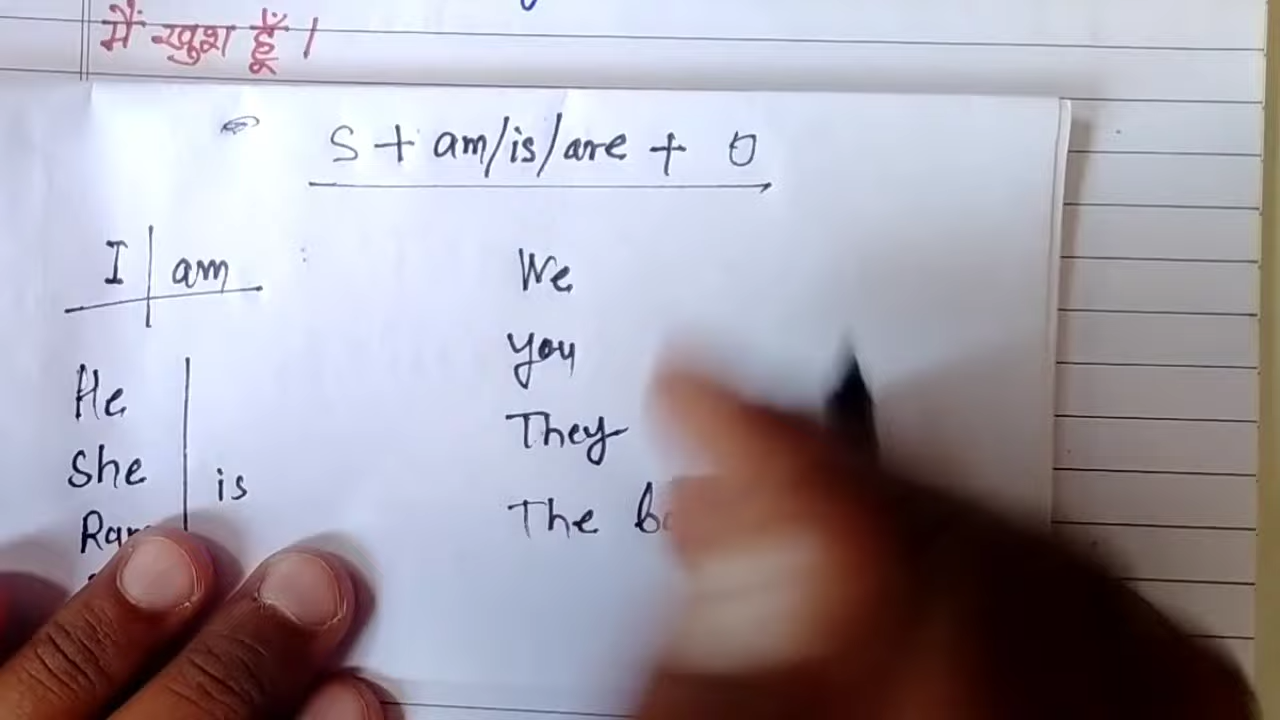 मैं खुश हूँ।
S + am/is/are + O
I am
He
She
is
We
you
They
The